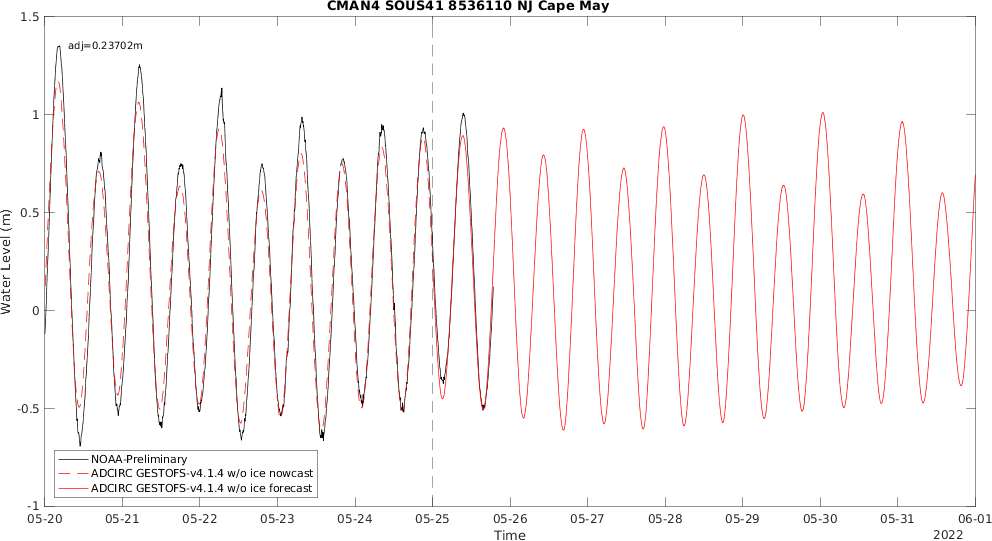 CMAN4 SOUS41 8536110 NJ Cape May
adj=0.23702m
1.5
1
0.5
0
-0.5
-1
Water Level (m)
NOAA-Preliminary
ADCIRC GESTOFS-v4.1.4 w/o ice nowcast
ADCIRC GESTOFS-v4.1.4 w/o ice forecast
05-20 05-21 05-22 05-23 05-24 05-25 05-26 05-27 05-28 05-29 05-30 05-31 06-01
Time
2022